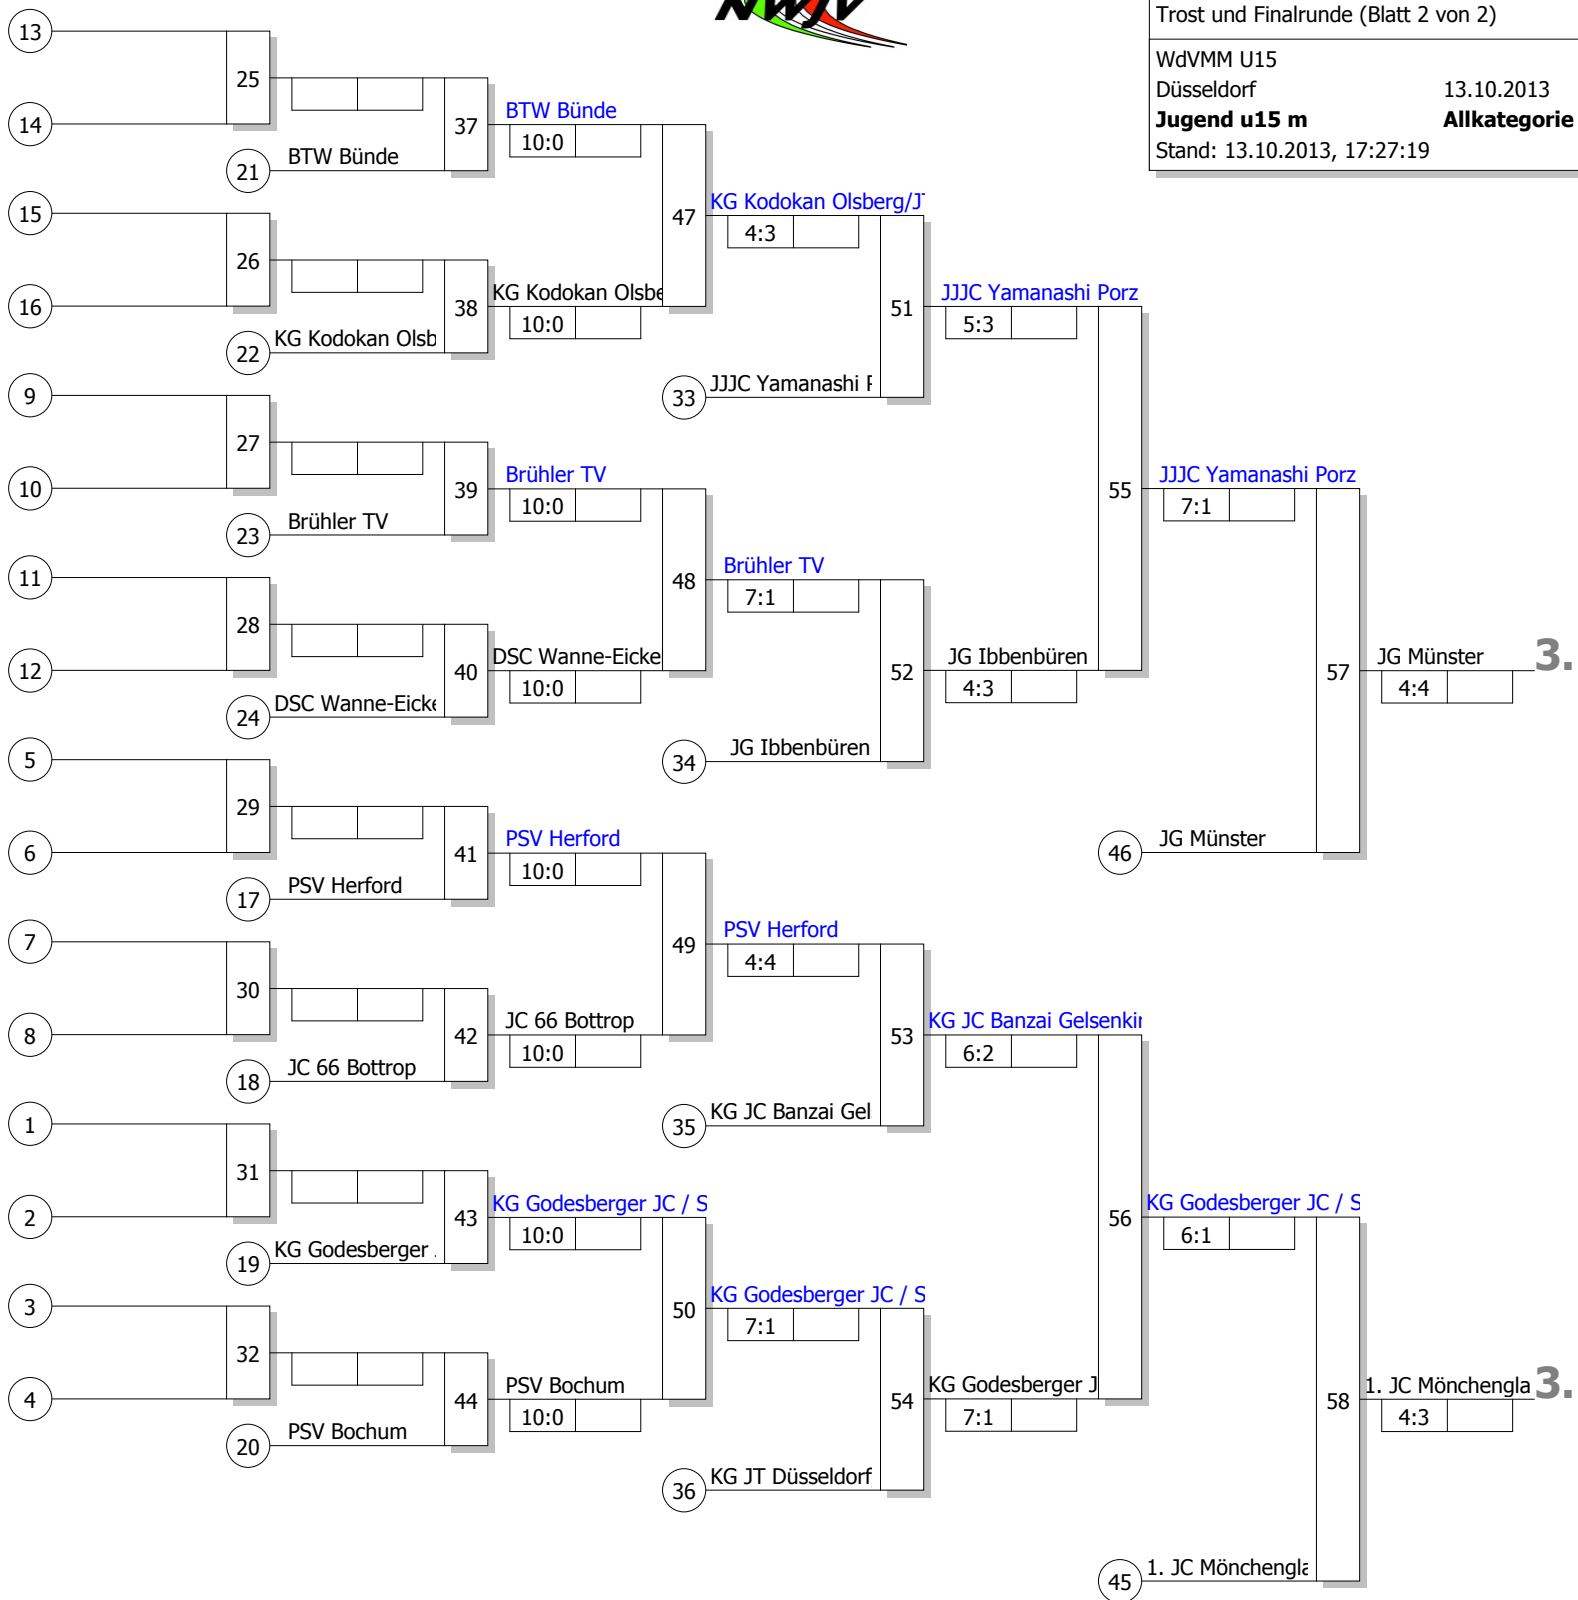 NWJV
Trost und Finalrunde (Blatt 2 von 2)
WdVMM U15
Düsseldorf 13.10.2013
Jugend u15 m Allkategorie
Stand: 13.10.2013, 17:27:19
13
25
14
37
BTW Bünde
10:0
21
BTW Bünde
15
47
KG Kodokan Olsberg/J
4:3
26
16
38
KG Kodokan Olsbe
10:0
22
KG Kodokan Olsb
51
JJJC Yamanashi Porz
5:3
33
JJJC Yamanashi P
9
27
10
39
Brühler TV
10:0
23
Brühler TV
55
JJJC Yamanashi Porz
7:1
11
48
Brühler TV
7:1
28
12
40
DSC Wanne-Eicke
10:0
24
DSC Wanne-Eicke
52
JG Ibbenbüren
4:3
34
JG Ibbenbüren
57
JG Münster
4:4
3.
5
29
6
41
PSV Herford
10:0
17
PSV Herford
46
JG Münster
7
49
PSV Herford
4:4
30
8
42
JC 66 Bottrop
10:0
18
JC 66 Bottrop
53
KG JC Banzai Gelsenkir
6:2
35
KG JC Banzai Gel
1
31
2
43
KG Godesberger JC / S
10:0
19
KG Godesberger J
56
KG Godesberger JC / S
6:1
3
50
KG Godesberger JC / S
7:1
32
4
44
PSV Bochum
10:0
20
PSV Bochum
54
KG Godesberger J
7:1
36
KG JT Düsseldorf
58
1. JC Mönchengla
4:3
3.
45
1. JC Mönchengla